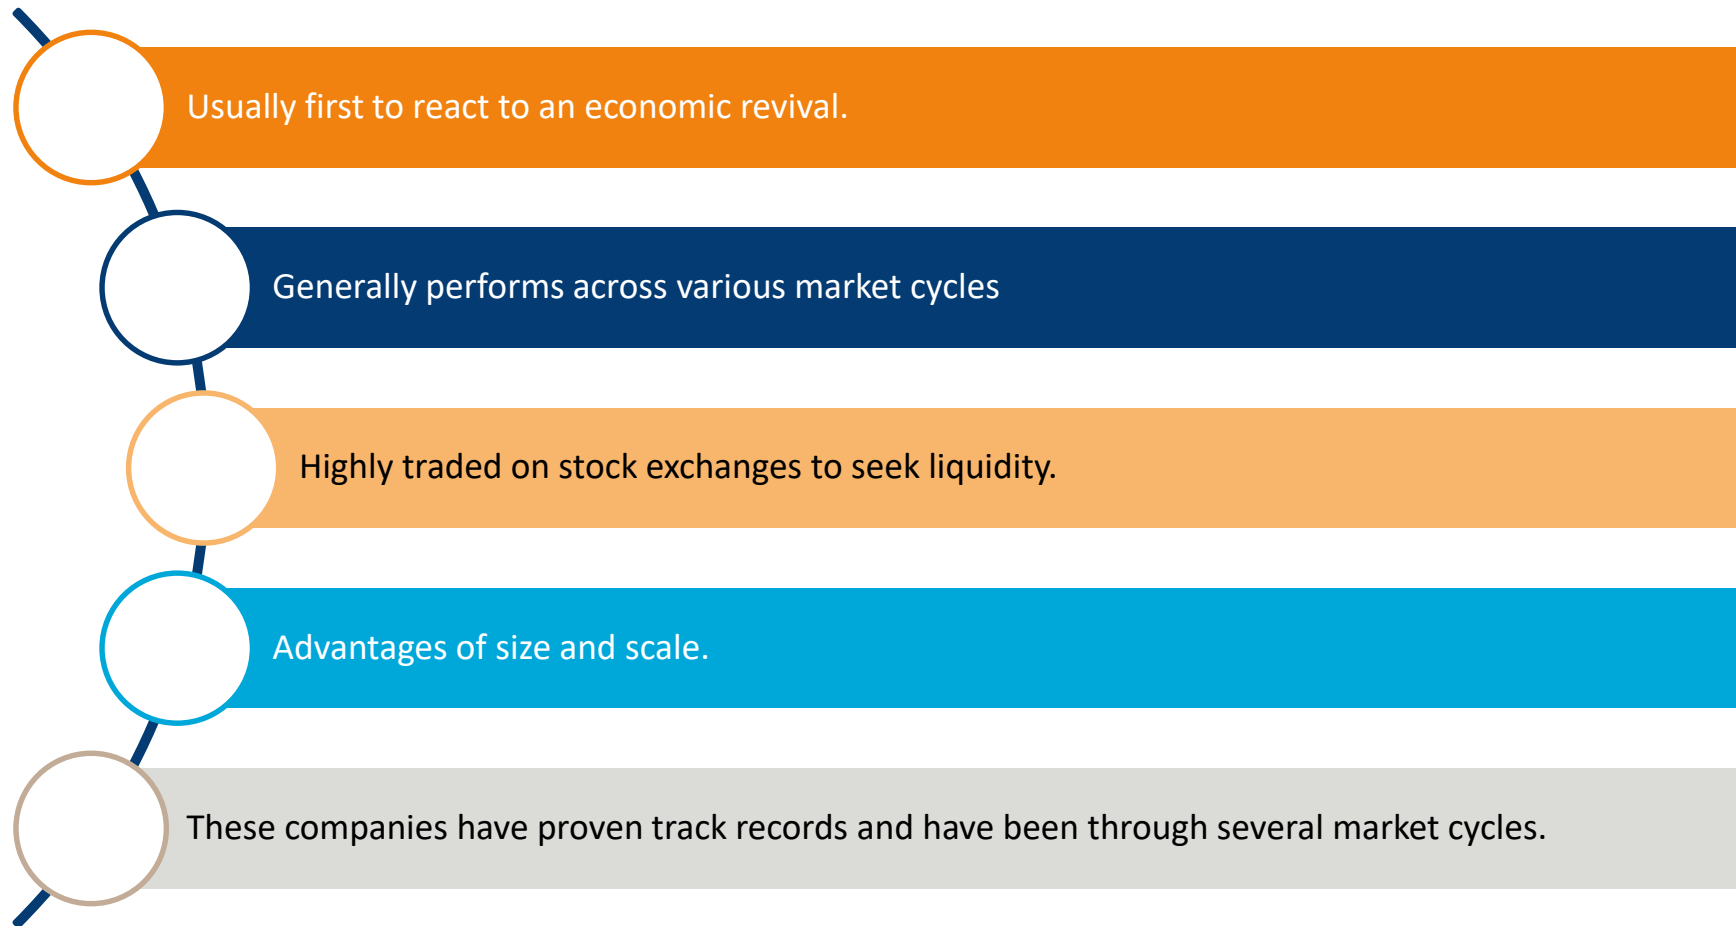 Usually first to react to an economic revival.
Generally performs across various market cycles
Highly traded on stock exchanges to seek liquidity.
Advantages of size and scale.
These companies have proven track records and have been through several market cycles.